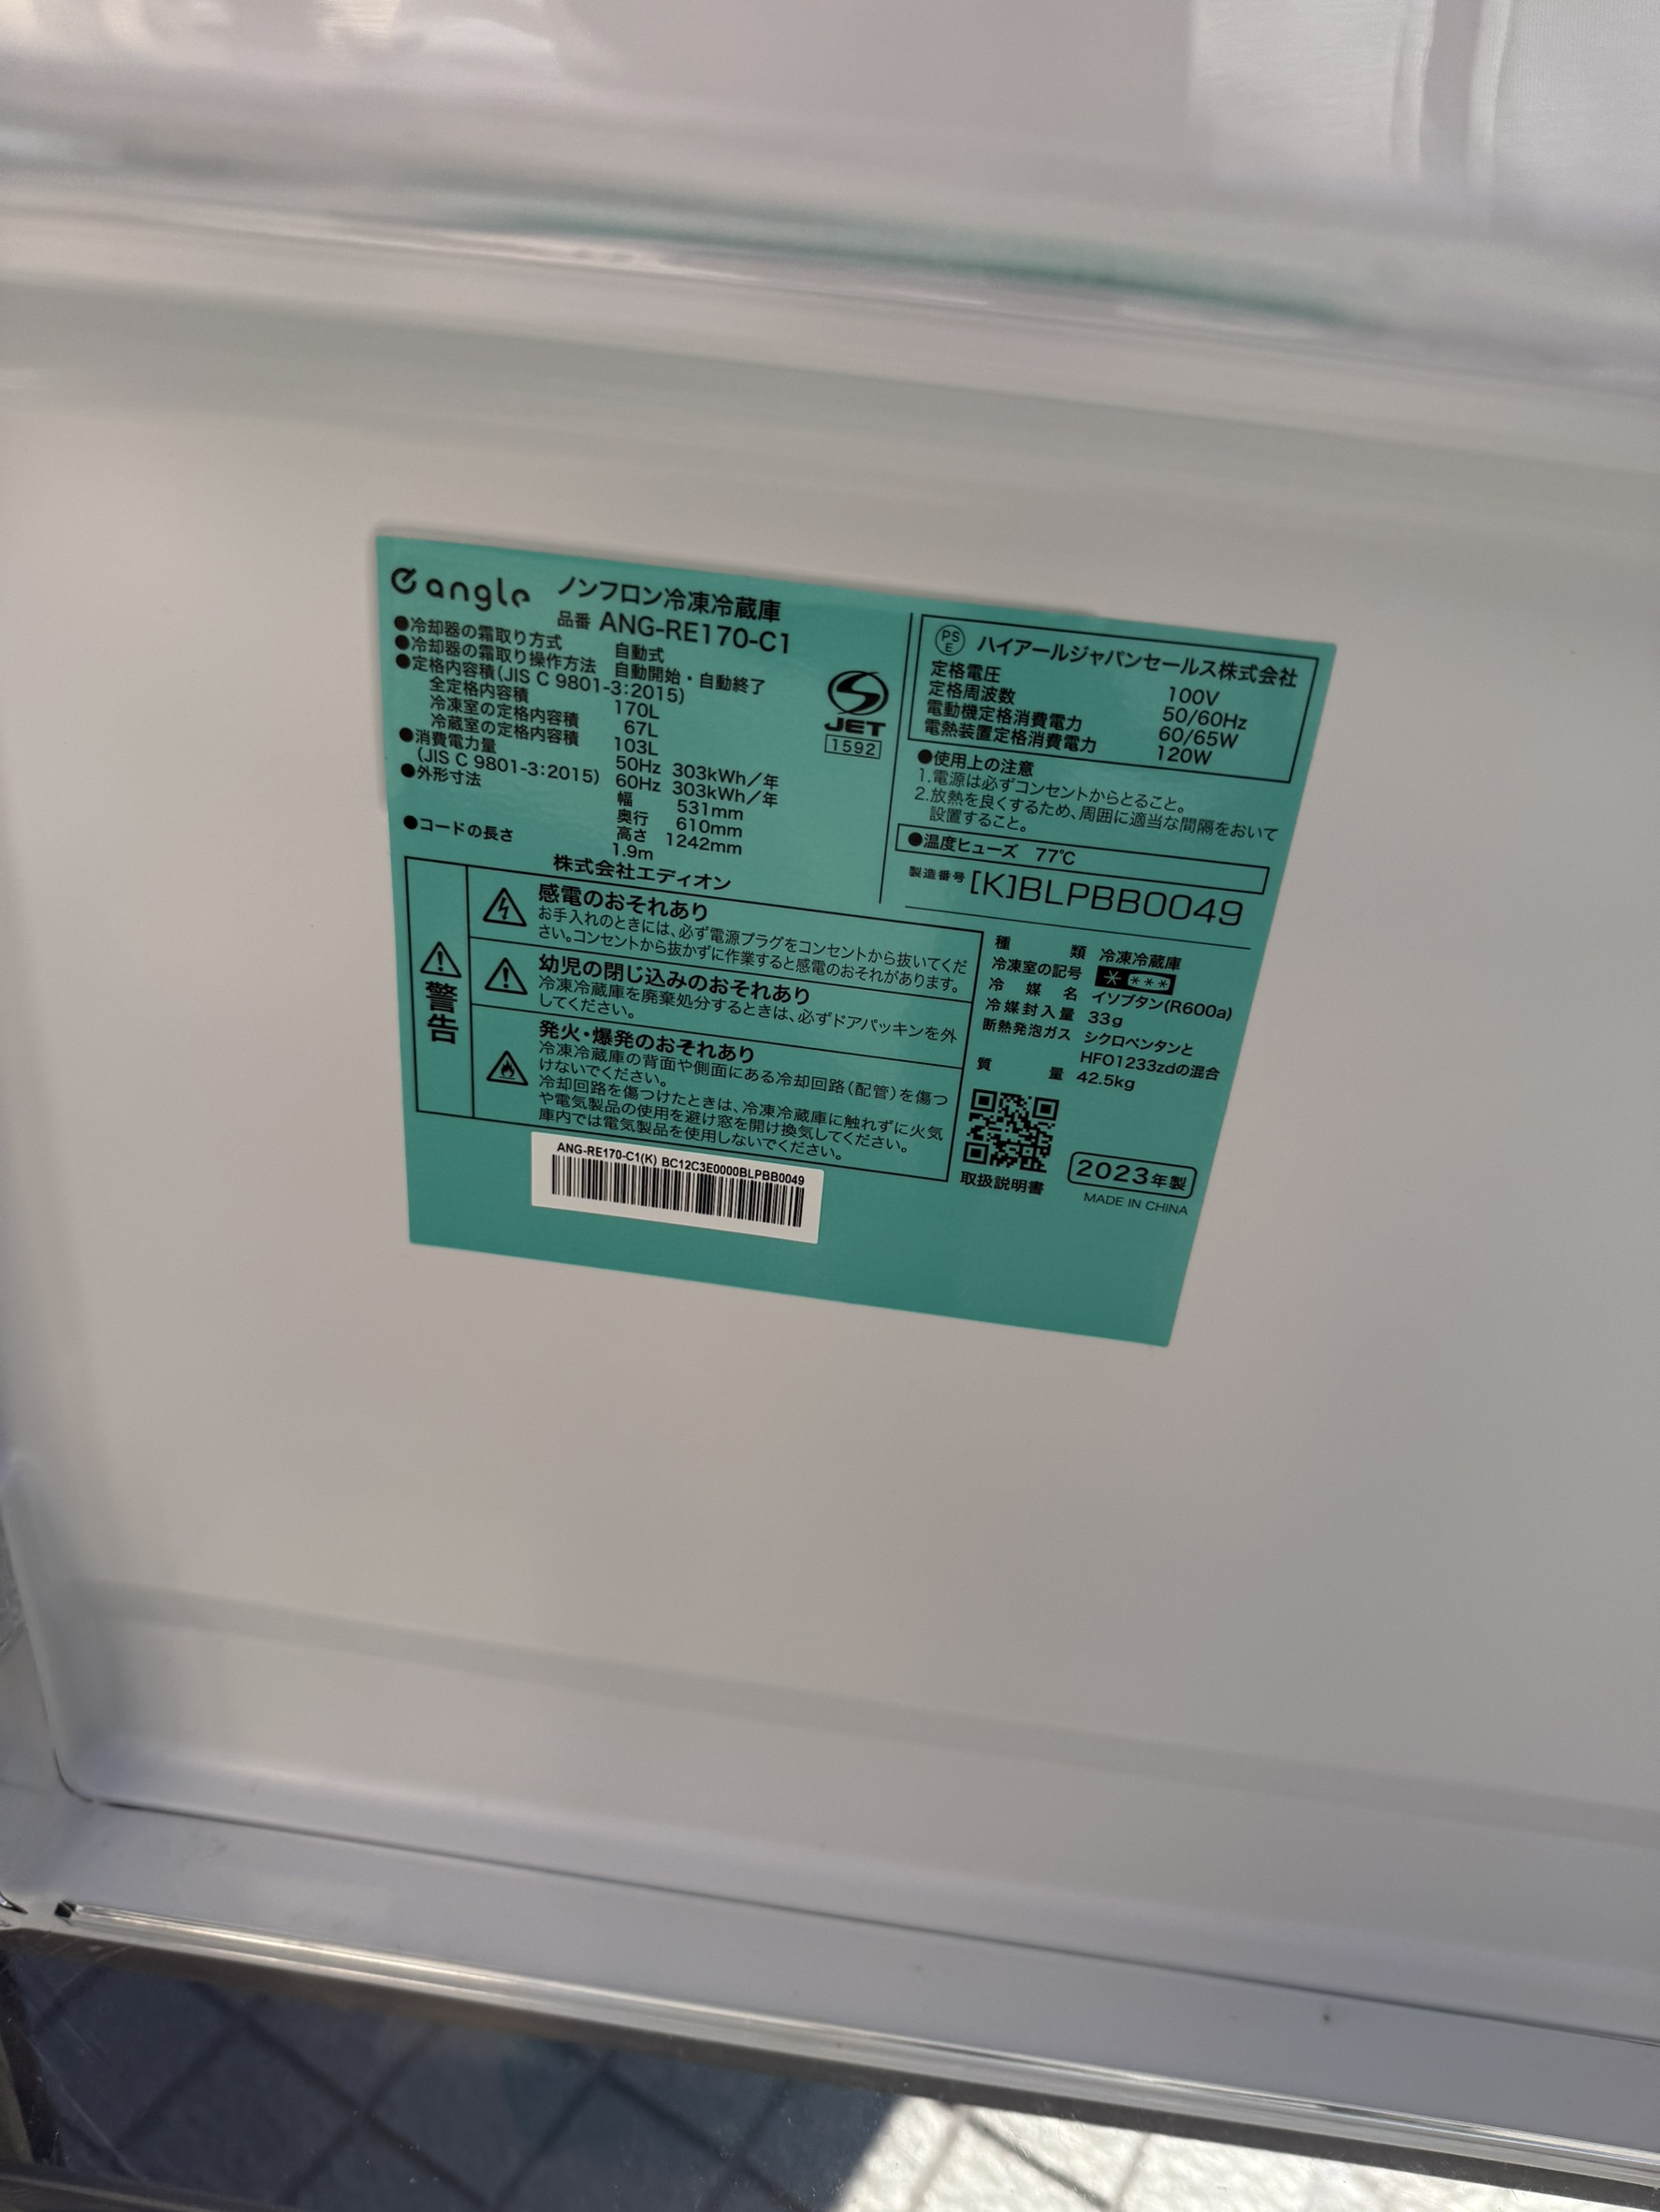 angle ノンフロン冷凍冷蔵庫
品番 ANG-RE170-C1
●冷却器の霜取り方式 自動式
●冷却器の霜取り操作方法 自動開始・自動終了
●定格内容積(JIS C 9801-3:2015)
全定格内容積 170L
冷凍室の定格内容積 67L
冷蔵室の定格内容積 103L
●消費電力量 50Hz 303kWh/年
(JIS C 9801-3:2015) 60Hz 303kWh/年
●外形寸法 幅 531mm
奥行 610mm
高さ 1242mm
●コードの長さ 1.9m
株式会社エディオン
JET
1592
PS
E
ハイアールジャパンセールス株式会社
定格電圧 100V
定格周波数 50/60Hz
電動機定格消費電力 60/65W
電熱装置定格消費電力 120W
●使用上の注意
1.電源は必ずコンセントからとること。
2.放熱を良くするため、周囲に適当な間隔をおいて
設置すること。
●温度ヒューズ 77℃
製造番号 [K]BLPBB0049
警告
感電のおそれあり
お手入れのときには、必ず電源プラグをコンセントから抜いてくだ
さい。コンセントから抜かずに作業すると感電のおそれがあります。
幼児の閉じ込みのおそれあり
冷凍冷蔵庫を廃棄処分するときは、必ずドアパッキンを外
してください。
発火・爆発のおそれあり
冷凍冷蔵庫の背面や側面にある冷却回路(配管)を傷つ
けないでください。
冷却回路を傷つけたときは、冷凍冷蔵庫に触れずに火気
や電気製品の使用を避け窓を開け換気してください。
庫内では電気製品を使用しないでください。
種類 冷凍冷蔵庫
冷凍室の記号 * ***
冷媒名 イソブタン(R600a)
冷媒封入量 33g
断熱発泡ガス シクロペンタンと
HFO1233zdの混合
質量 42.5kg
取扱説明書
2023年製
MADE IN CHINA
ANG-RE170-C1(K) BC12C3E0000BLPBB0049